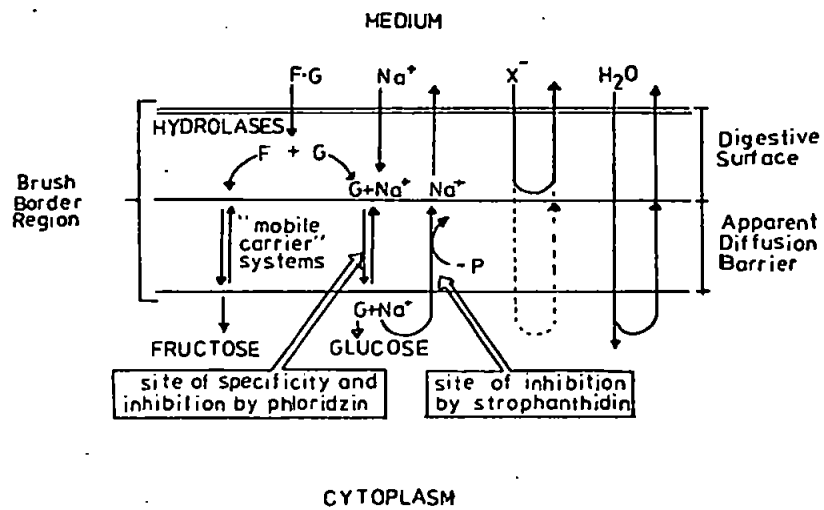 MEDIUM
F·G Na⁺ X⁻ H₂O
HYDROLASES
F + G
G+Na⁺ Na⁺
Brush
Border
Region
Digestive
Surface
"mobile
carrier"
systems
~P
Apparent
Diffusion
Barrier
G+Na⁺
FRUCTOSE GLUCOSE
site of specificity and
inhibition by phloridzin
site of inhibition
by strophanthidin
CYTOPLASM